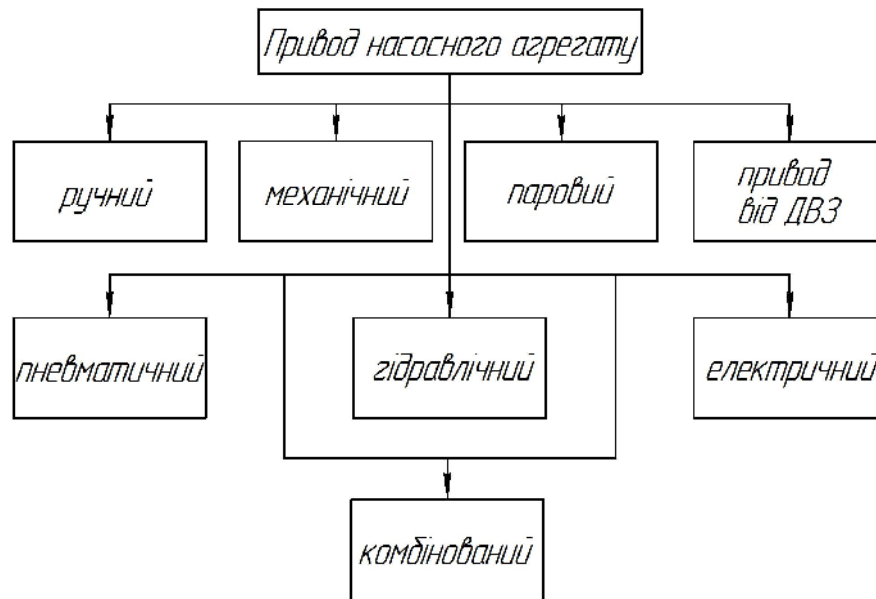 Привод насосного агрегату
ручний
механічний
паровий
привод
від ДВЗ
пневматичний
гідравлічний
електричний
комбінований